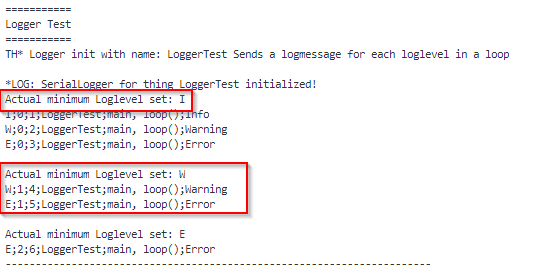 ===========
Logger Test
===========
TH* Logger init with name: LoggerTest Sends a logmessage for each loglevel in a loop
*LOG: SerialLogger for thing LoggerTest initialized!
Actual minimum Loglevel set: I
I;0;1;LoggerTest;main, loop();Info
W;0;2;LoggerTest;main, loop();Warning
E;0;3;LoggerTest;main, loop();Error
Actual minimum Loglevel set: W
W;1;4;LoggerTest;main, loop();Warning
E;1;5;LoggerTest;main, loop();Error
Actual minimum Loglevel set: E
E;2;6;LoggerTest;main, loop();Error
----------------------------------------------------------------------